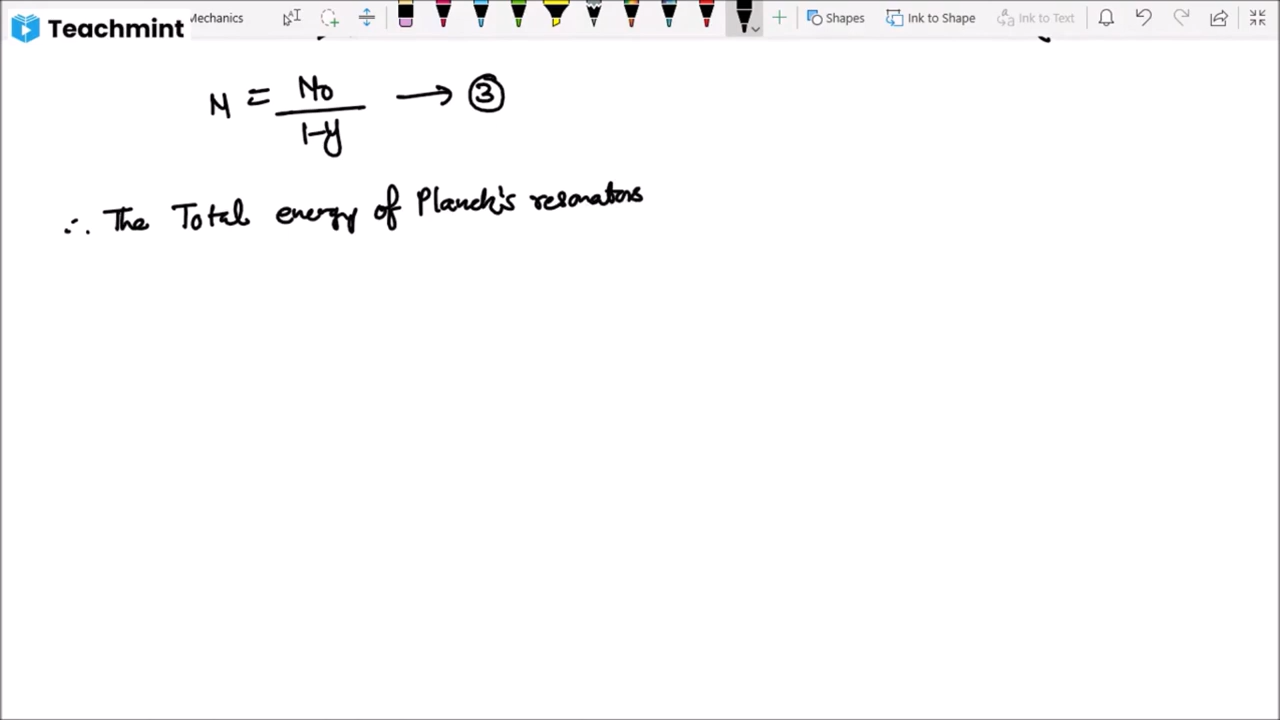 Teachmint
Mechanics
Shapes
Ink to Shape
Ink to Text
N = N₀ / 1-y → ③
∴ The Total energy of Planck's resonators